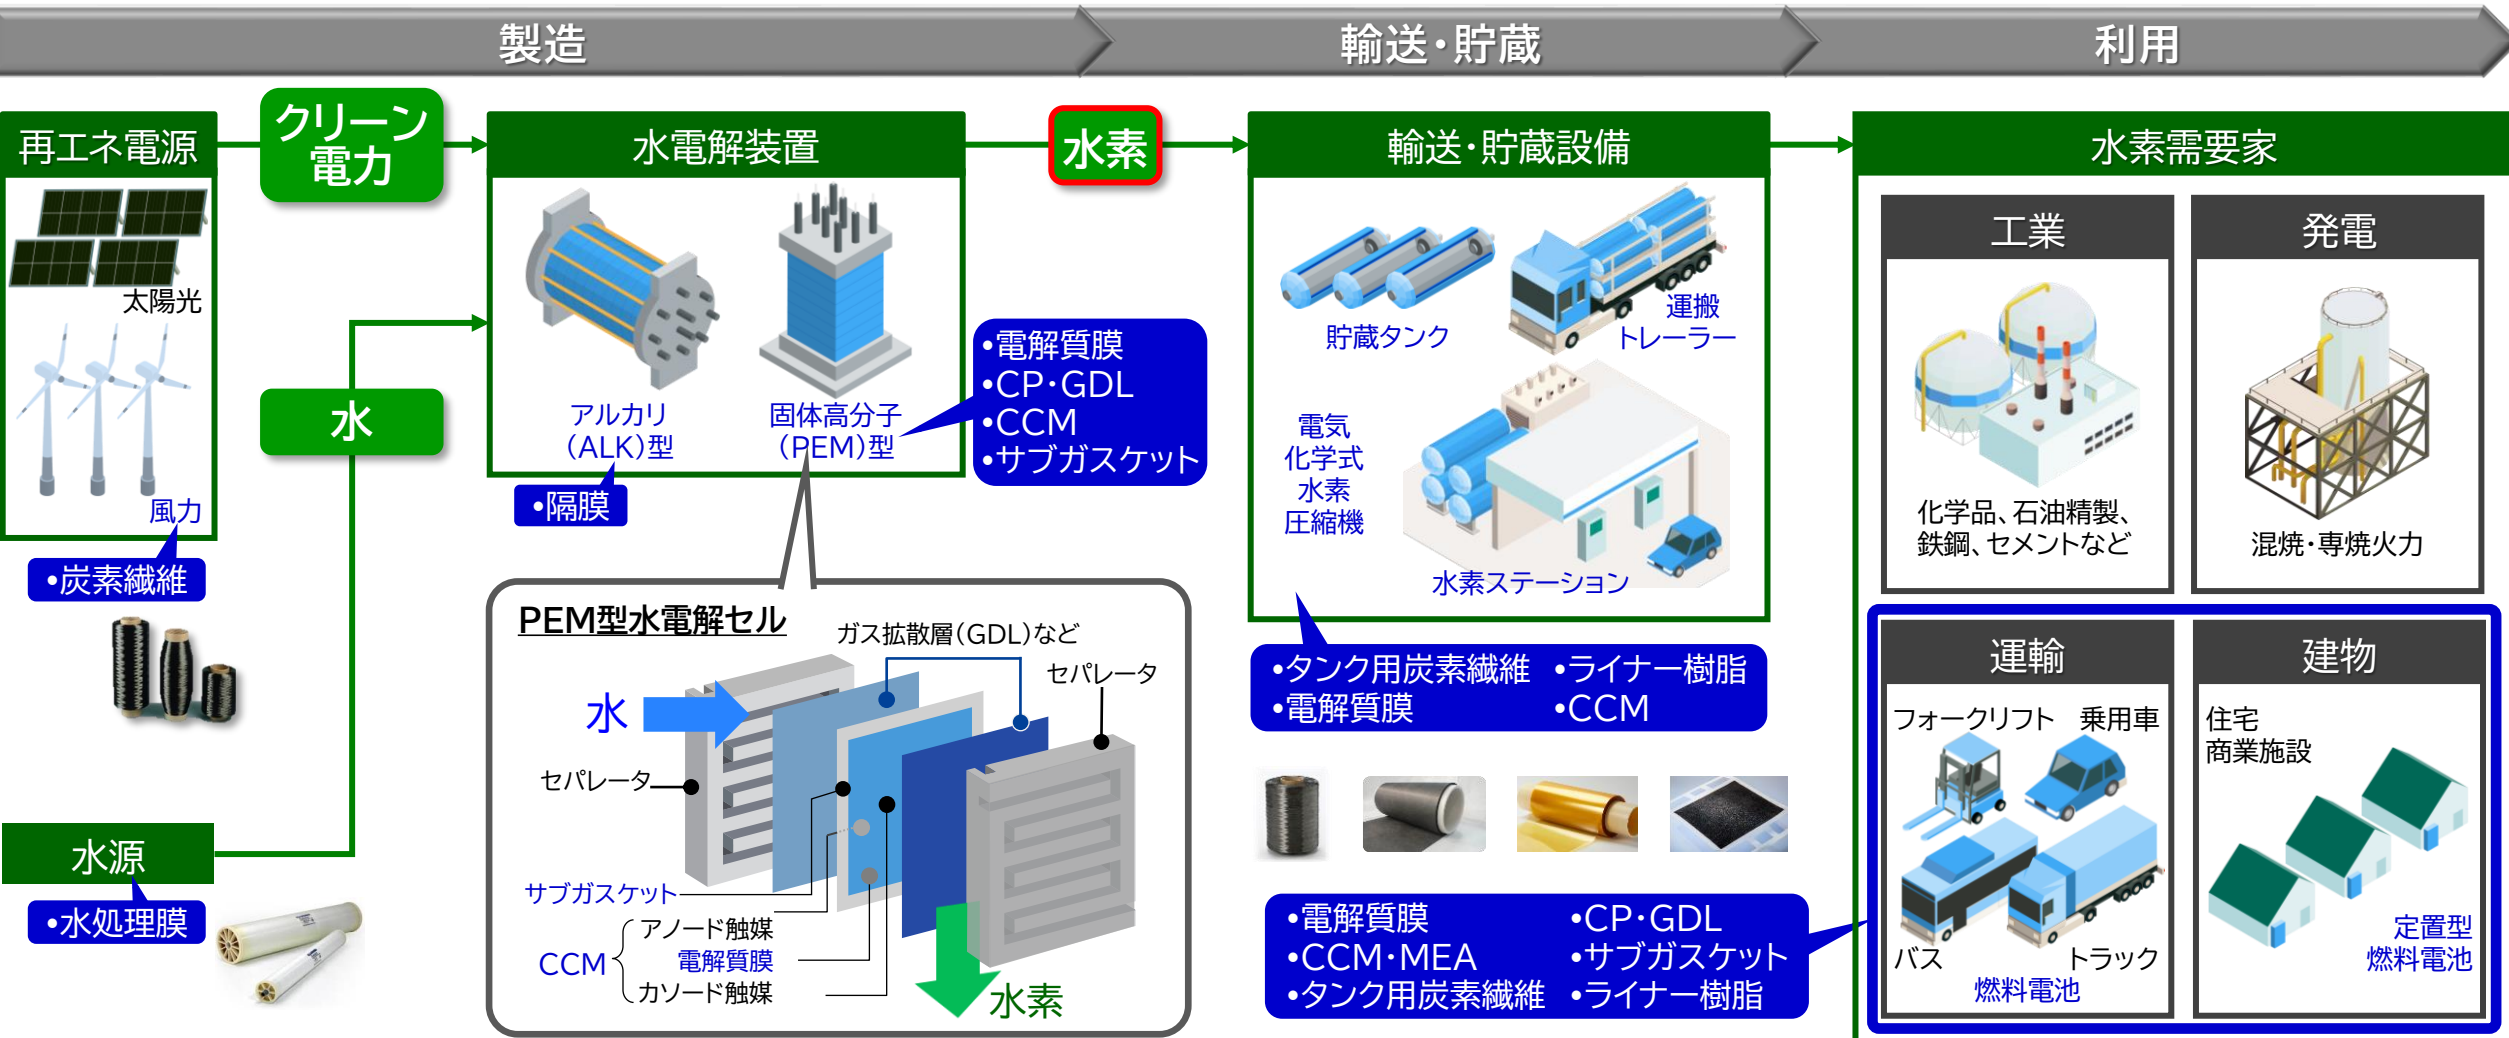 製造
輸送・貯蔵
利用
再エネ電源
太陽光
風力
•炭素繊維
クリーン
電力
水
水源
•水処理膜
水電解装置
アルカリ
（ALK）型
固体高分子
（PEM）型
•隔膜
•電解質膜
•CP・GDL
•CCM
•サブガスケット
PEM型水電解セル
ガス拡散層（GDL）など
セパレータ
水
セパレータ
サブガスケット
CCM
アノード触媒
電解質膜
カソード触媒
水素
水素
輸送・貯蔵設備
貯蔵タンク
運搬
トレーラー
電気
化学式
水素
圧縮機
水素ステーション
•タンク用炭素繊維 •ライナー樹脂
•電解質膜 •CCM
•電解質膜 •CP・GDL
•CCM・MEA •サブガスケット
•タンク用炭素繊維 •ライナー樹脂
水素需要家
工業
化学品、石油精製、
鉄鋼、セメントなど
発電
混焼・専焼火力
運輸
フォークリフト 乗用車
バス トラック
燃料電池
建物
住宅
商業施設
定置型
燃料電池